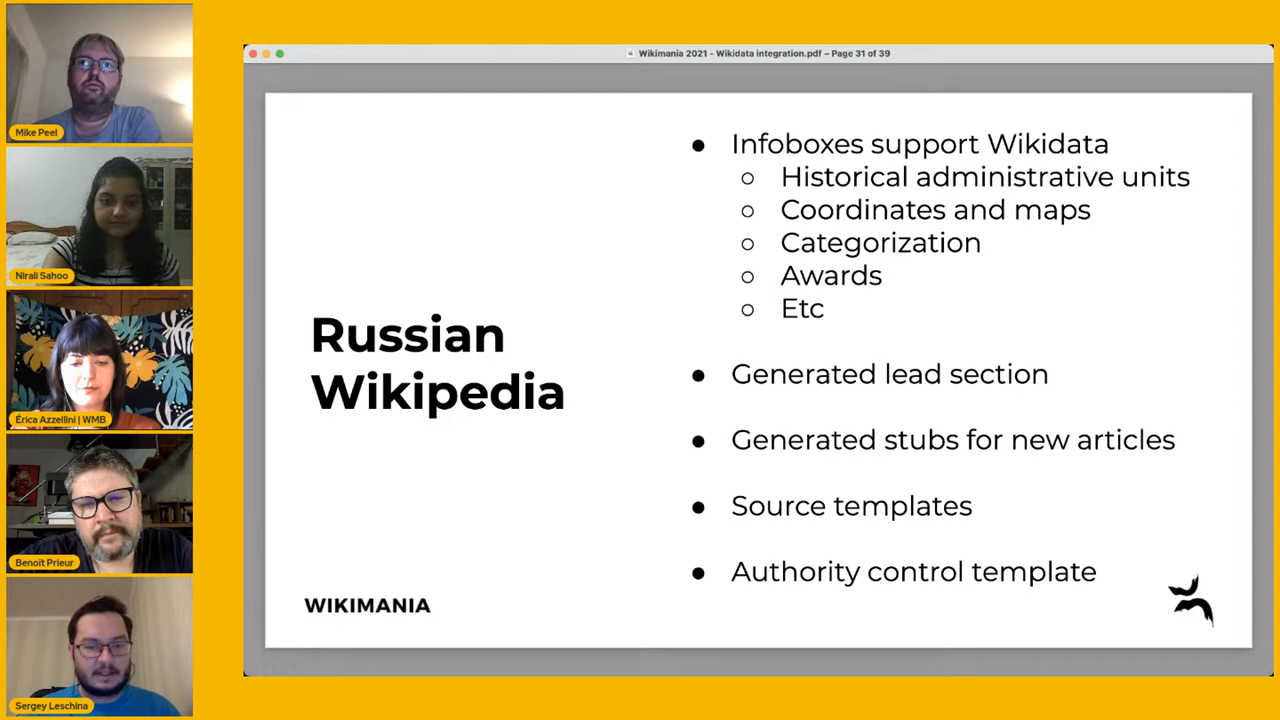 Mike Peel
Nirali Sahoo
Érica Azzellini | WMB
Benoît Prieur
Sergey Leschina
Wikimania 2021 - Wikidata integration.pdf – Page 31 of 39
Russian
Wikipedia
● Infoboxes support Wikidata
○ Historical administrative units
○ Coordinates and maps
○ Categorization
○ Awards
○ Etc
● Generated lead section
● Generated stubs for new articles
● Source templates
● Authority control template
WIKIMANIA